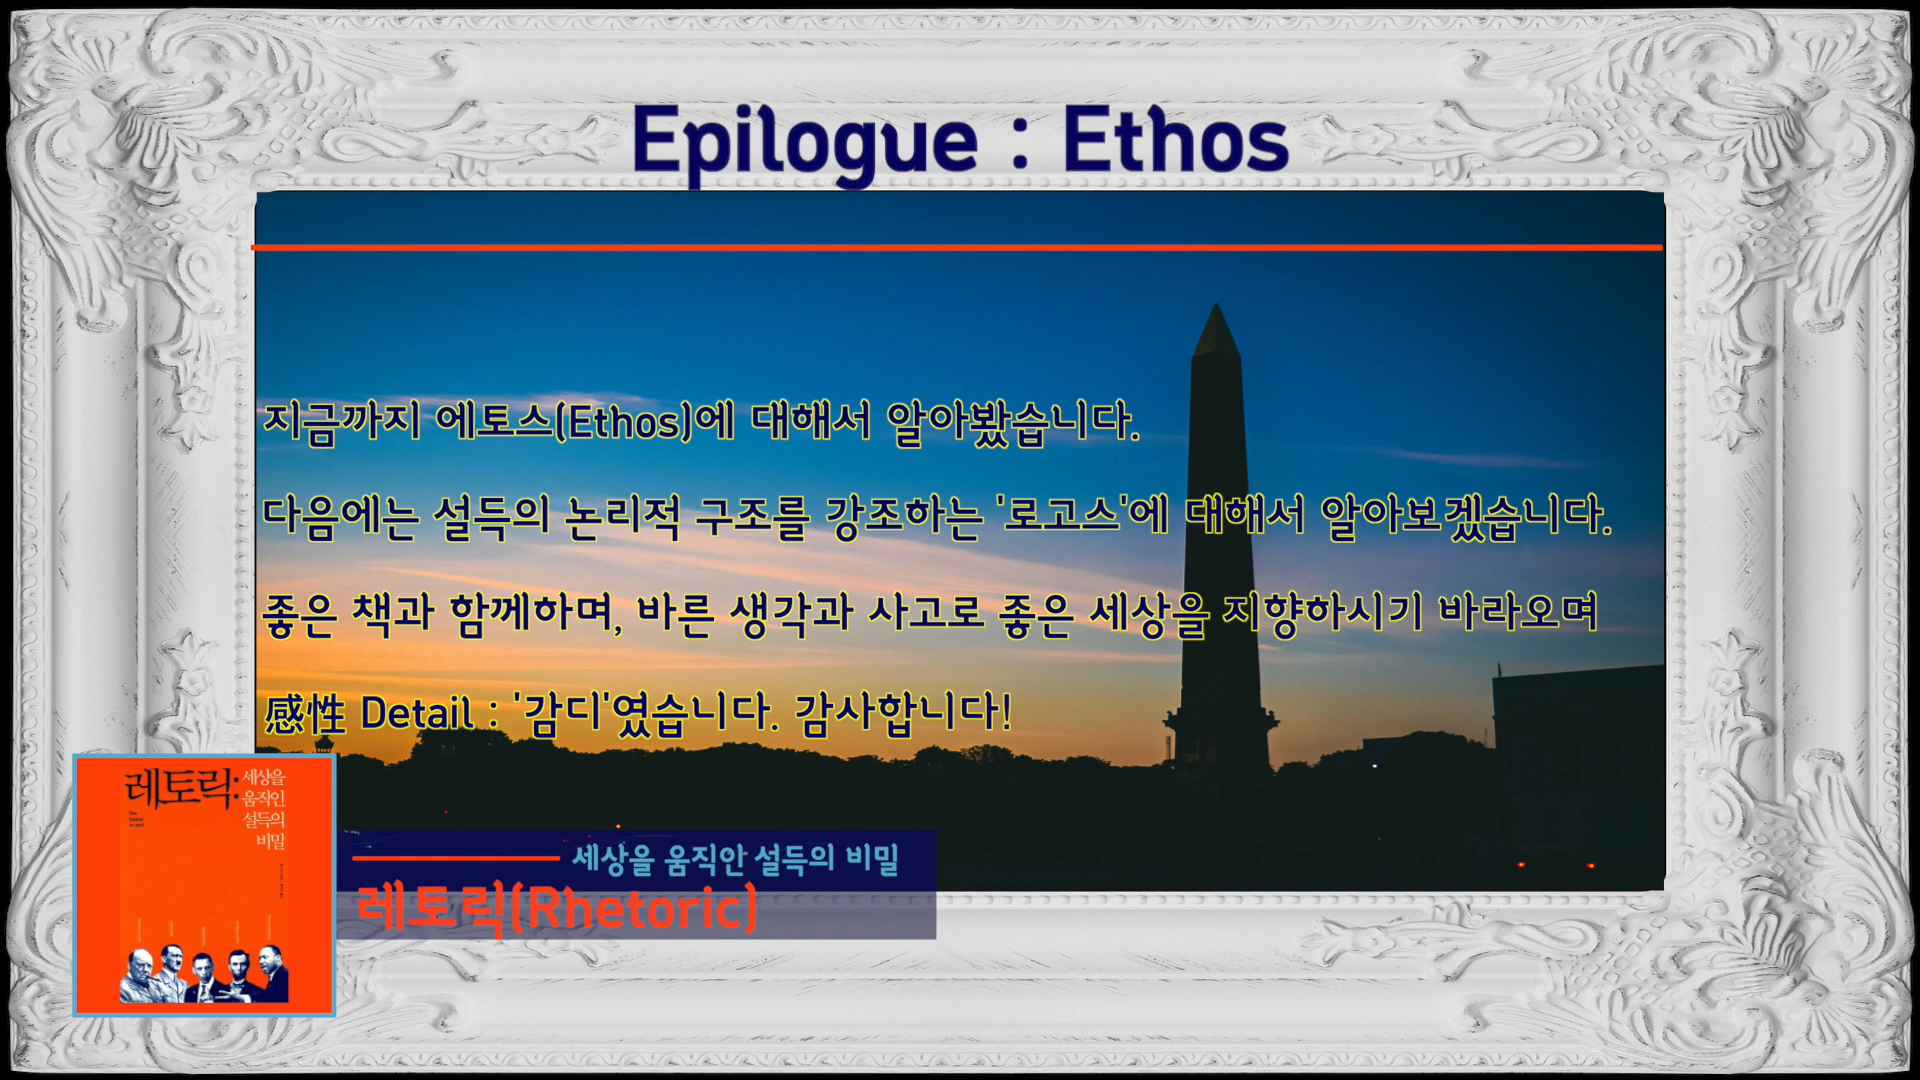 Epilogue : Ethos
지금까지 에토스(Ethos)에 대해서 알아봤습니다.
다음에는 설득의 논리적 구조를 강조하는 '로고스'에 대해서 알아보겠습니다.
좋은 책과 함께하며, 바른 생각과 사고로 좋은 세상을 지향하시기 바라오며
感性 Detail : '감디'였습니다. 감사합니다!
레토릭:
세상을
움직인
설득의
비밀
세상을 움직안 설득의 비밀
레토릭(Rhetoric)